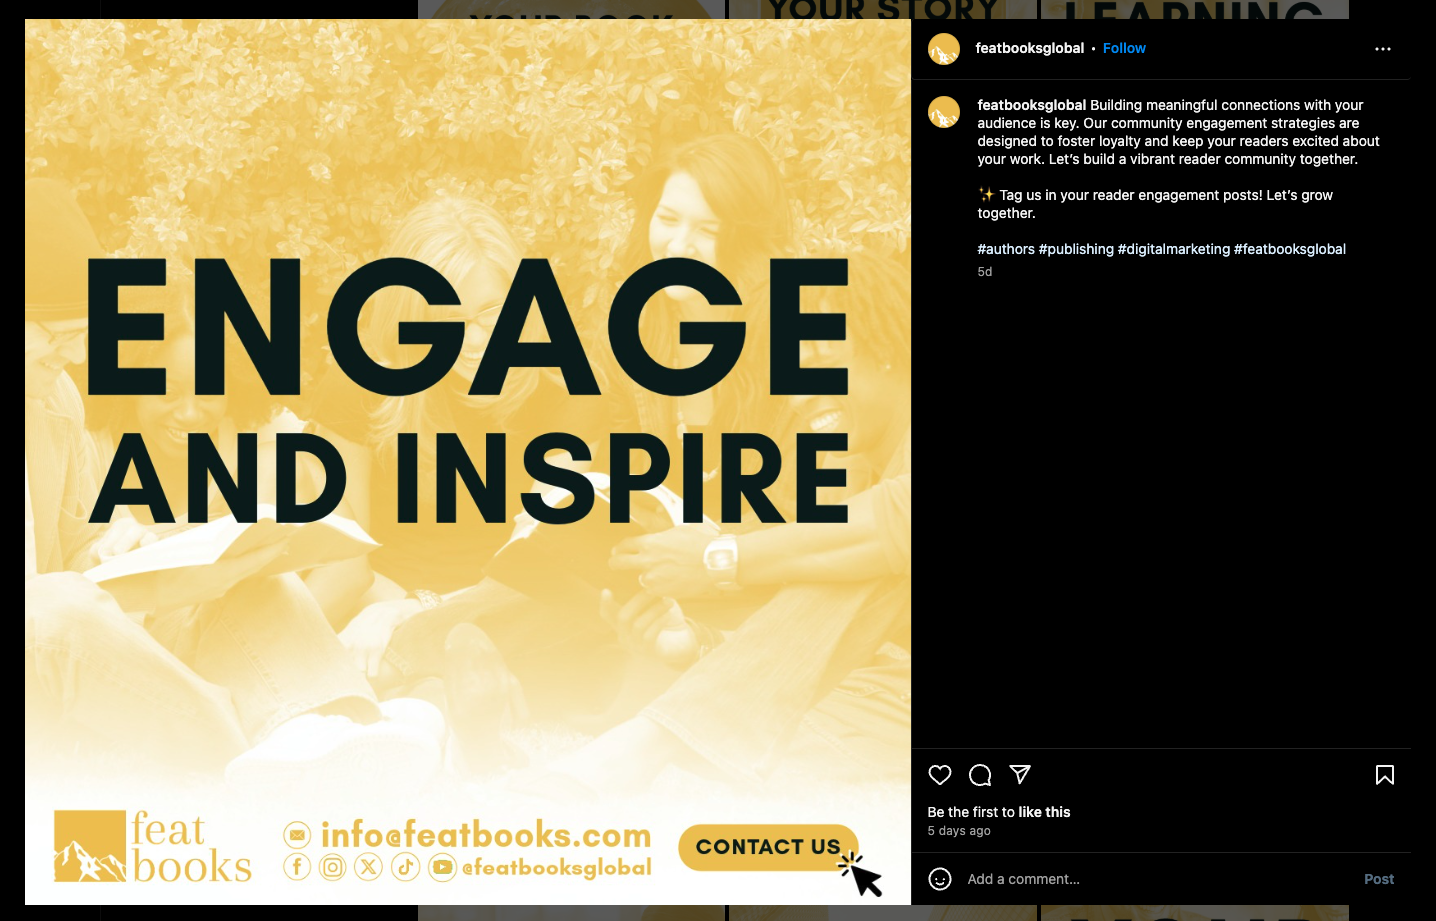 YOUR BOOK
YOUR STORY
LEARNING
ENGAGE
AND INSPIRE
feat
books
info@featbooks.com
@featbooksglobal
CONTACT US
featbooksglobal • Follow
featbooksglobal Building meaningful connections with your
audience is key. Our community engagement strategies are
designed to foster loyalty and keep your readers excited about
your work. Let's build a vibrant reader community together.
✨ Tag us in your reader engagement posts! Let's grow
together.
#authors #publishing #digitalmarketing #featbooksglobal
5d
Be the first to like this
5 days ago
Add a comment...
Post